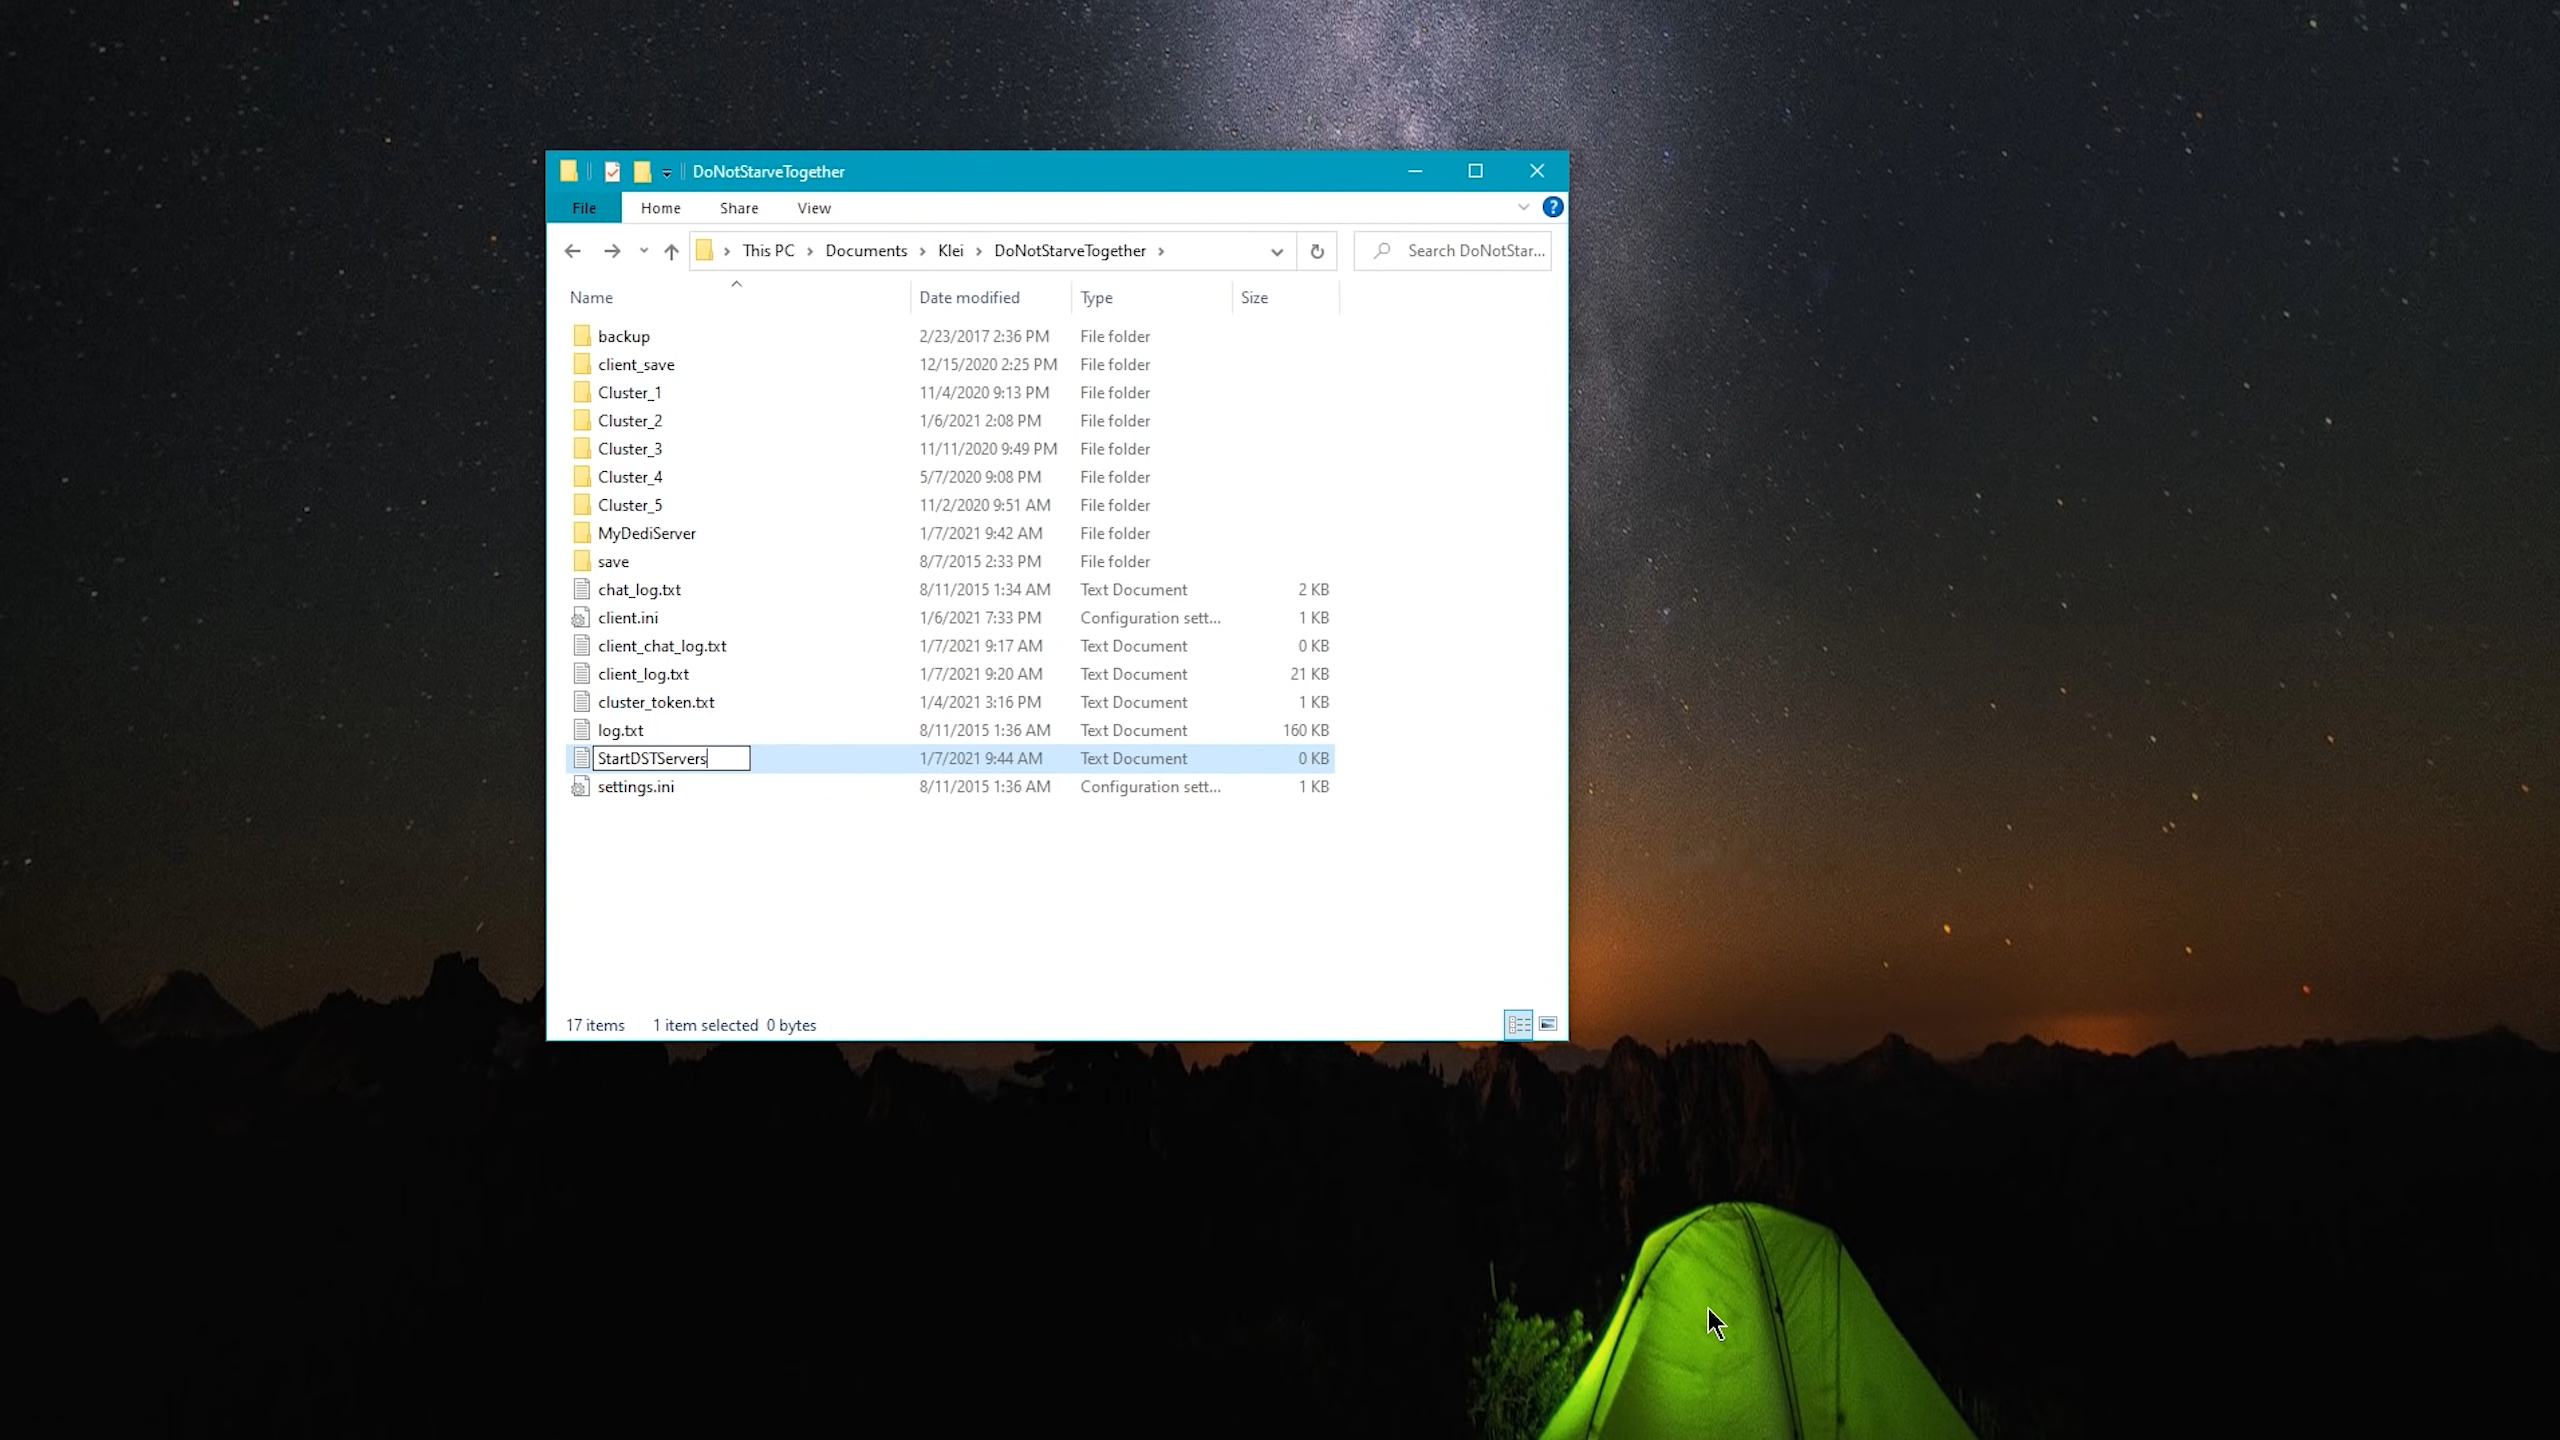 DoNotStarveTogether
File Home Share View
This PC Documents Klei DoNotStarveTogether Search DoNotStar...
Name Date modified Type Size
backup 2/23/2017 2:36 PM File folder
client_save 12/15/2020 2:25 PM File folder
Cluster_1 11/4/2020 9:13 PM File folder
Cluster_2 1/6/2021 2:08 PM File folder
Cluster_3 11/11/2020 9:49 PM File folder
Cluster_4 5/7/2020 9:08 PM File folder
Cluster_5 11/2/2020 9:51 AM File folder
MyDediServer 1/7/2021 9:42 AM File folder
save 8/7/2015 2:33 PM File folder
chat_log.txt 8/11/2015 1:34 AM Text Document 2 KB
client.ini 1/6/2021 7:33 PM Configuration sett... 1 KB
client_chat_log.txt 1/7/2021 9:17 AM Text Document 0 KB
client_log.txt 1/7/2021 9:20 AM Text Document 21 KB
cluster_token.txt 1/4/2021 3:16 PM Text Document 1 KB
log.txt 8/11/2015 1:36 AM Text Document 160 KB
StartDSTServers 1/7/2021 9:44 AM Text Document 0 KB
settings.ini 8/11/2015 1:36 AM Configuration sett... 1 KB
17 items 1 item selected 0 bytes